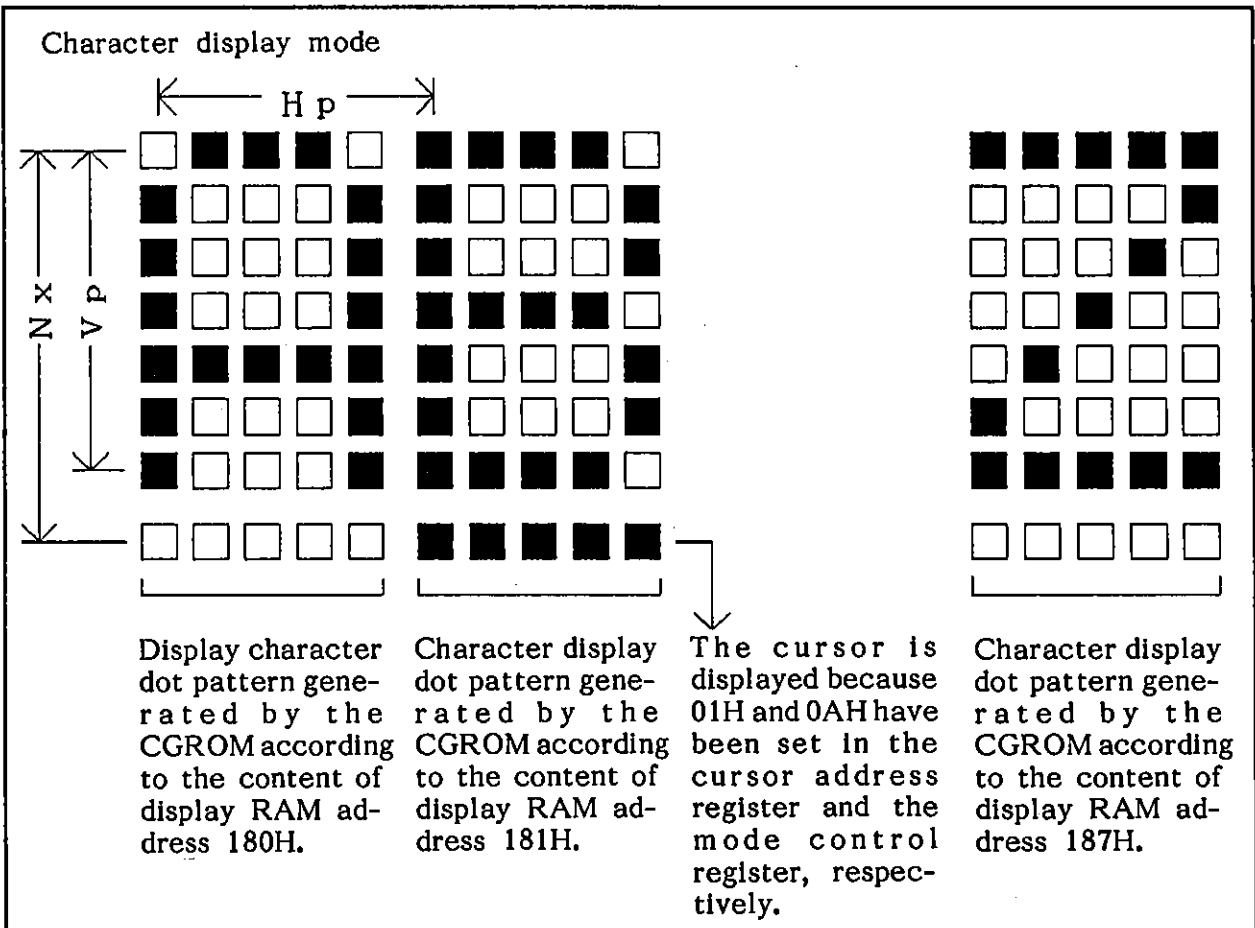 Character display mode
Hp
Nx
Vp
Display character
dot pattern gene-
rated by the
CGROM according
to the content of
display RAM ad-
dress 180H.
Character display
dot pattern gene-
rated by the
CGROM according
to the content of
display RAM ad-
dress 181H.
The cursor is
displayed because
01H and 0AH have
been set in the
cursor address
register and the
mode control
register, respec-
tively.
Character display
dot pattern gene-
rated by the
CGROM according
to the content of
display RAM ad-
dress 187H.